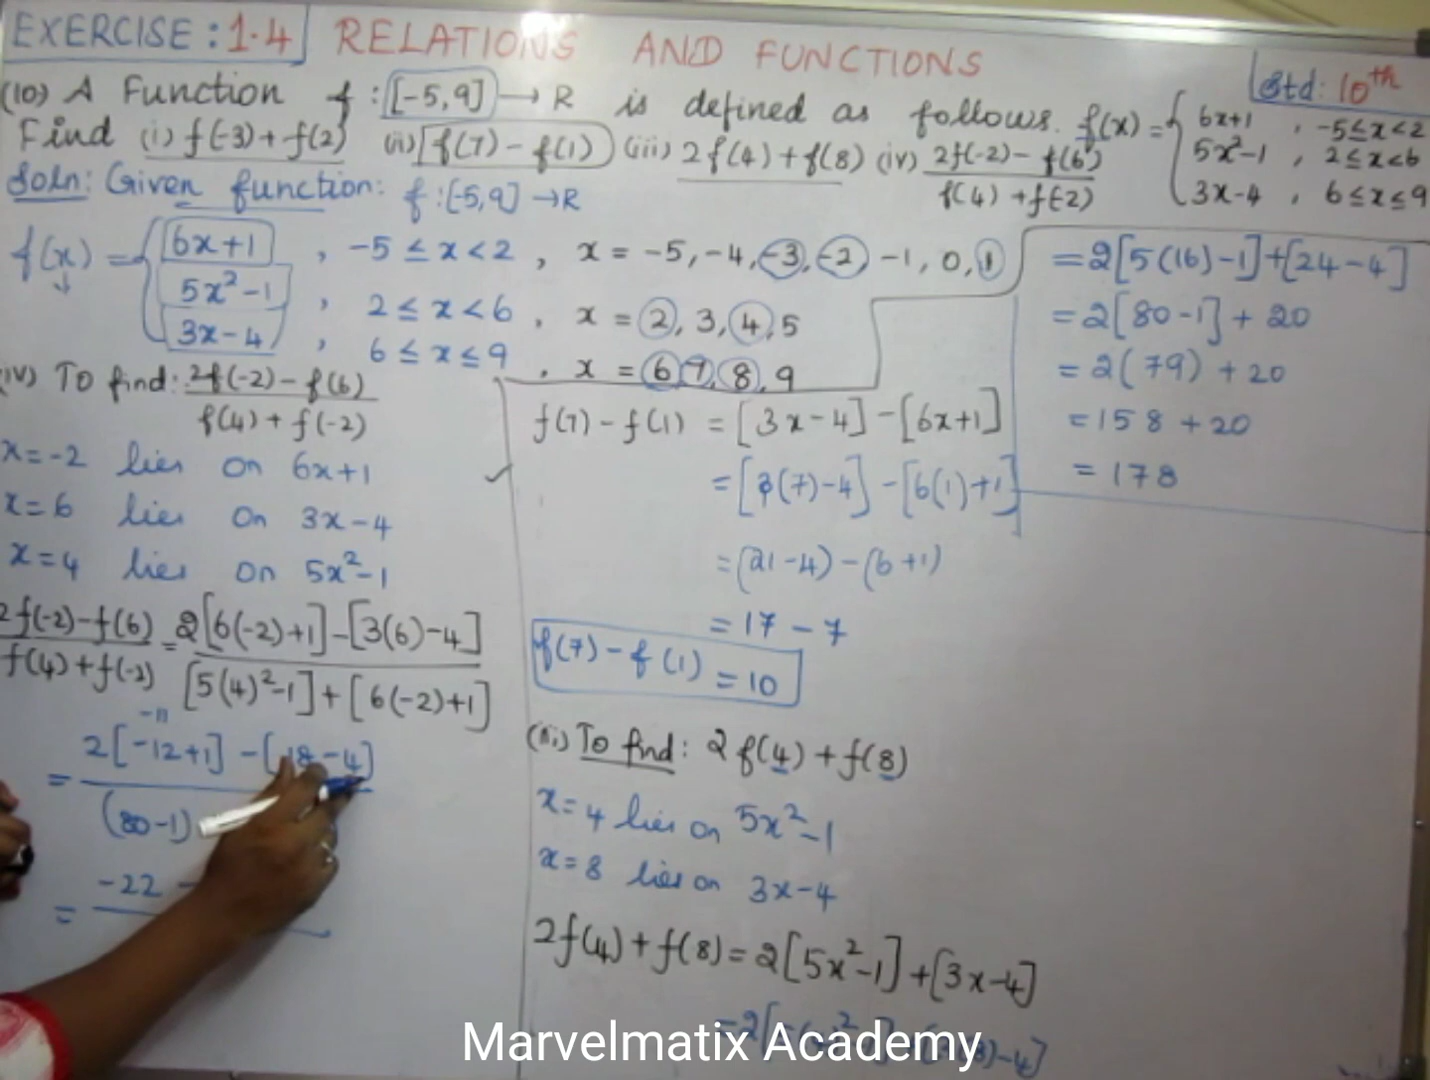 EXERCISE : 1.4 RELATIONS AND FUNCTIONS
Std: 10th
(10) A Function f : [-5,9] → R is defined as follows. f(x) = { 6x+1 , -5≤x<2
5x²-1 , 2≤x<6
3x-4 , 6≤x≤9
Find (i) f(-3) + f(2) (ii) f(7) - f(1) (iii) 2f(4) + f(8) (iv) 2f(-2) - f(6) / f(4) + f(-2)
Soln: Given function: f : [-5,9] → R
f(x) = { 6x+1 , -5 ≤ x < 2 , x = -5, -4, -3, -2, -1, 0, 1
5x²-1 , 2 ≤ x < 6 , x = 2, 3, 4, 5
3x-4 , 6 ≤ x ≤ 9 , x = 6, 7, 8, 9
(iv) To find: 2f(-2) - f(6) / f(4) + f(-2)
x = -2 lies on 6x+1
x = 6 lies on 3x-4
x = 4 lies on 5x²-1
2f(-2) - f(6) / f(4) + f(-2) = 2[6(-2)+1] - [3(6)-4] / [5(4)²-1] + [6(-2)+1]
-11
= 2[-12+1] - [18-4] / (80-1)
= -22 -
f(7) - f(1) = [3x-4] - [6x+1]
= [3(7)-4] - [6(1)+1]
= (21-4) - (6+1)
= 17 - 7
f(7) - f(1) = 10
(iii) To find: 2f(4) + f(8)
x = 4 lies on 5x²-1
x = 8 lies on 3x-4
2f(4) + f(8) = 2[5x²-1] + [3x-4]
= 2[5(16)-1] + [24-4]
= 2[80-1] + 20
= 2(79) + 20
= 158 + 20
= 178
Marvelmatix Academy